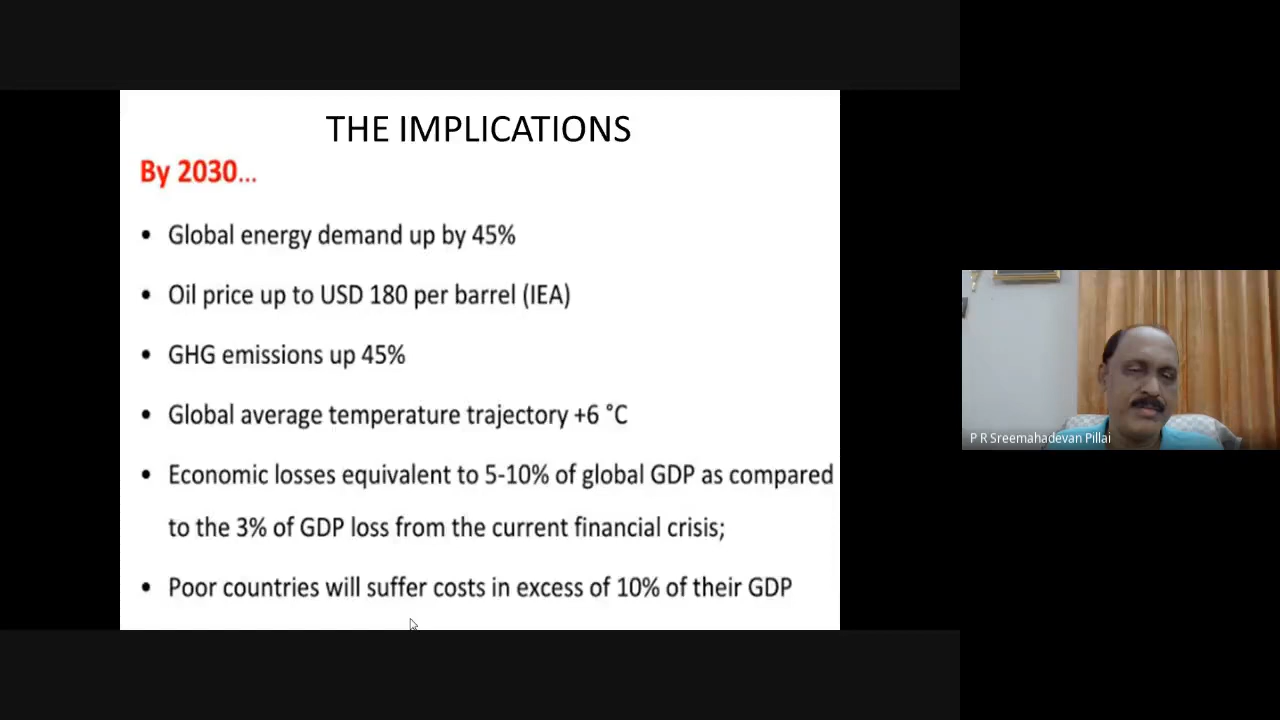 THE IMPLICATIONS
By 2030...
• Global energy demand up by 45%
• Oil price up to USD 180 per barrel (IEA)
• GHG emissions up 45%
• Global average temperature trajectory +6 °C
• Economic losses equivalent to 5-10% of global GDP as compared
to the 3% of GDP loss from the current financial crisis;
• Poor countries will suffer costs in excess of 10% of their GDP
P R Sreemahadevan Pillai